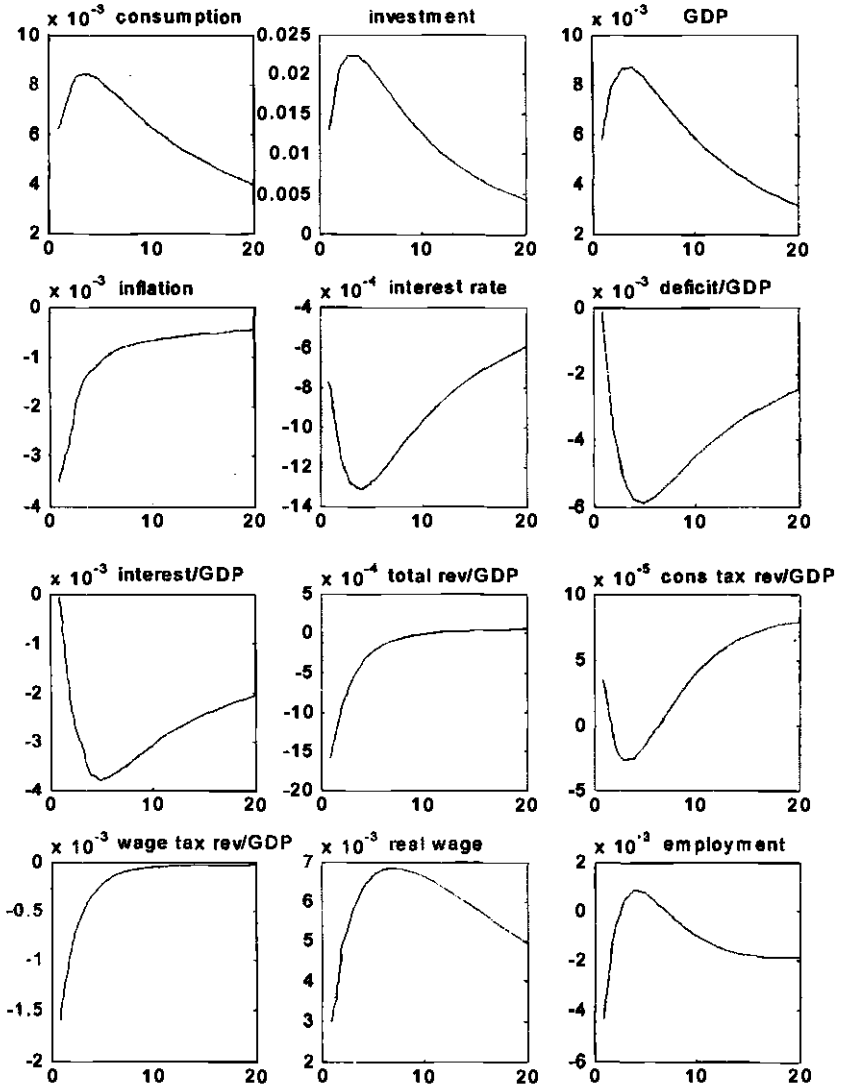 x 10⁻³ consumption
10
8
6
4
2
0 10 20
investment
0.025
0.02
0.015
0.01
0.005
0
0 10 20
x 10⁻³ GDP
10
8
6
4
2
0 10 20
x 10⁻³ inflation
0
-1
-2
-3
-4
0 10 20
x 10⁻⁴ interest rate
-4
-6
-8
-10
-12
-14
0 10 20
x 10⁻³ deficit/GDP
0
-2
-4
-6
0 10 20
x 10⁻³ interest/GDP
0
-1
-2
-3
-4
0 10 20
x 10⁻⁴ total rev/GDP
5
0
-5
-10
-15
-20
0 10 20
x 10⁻⁵ cons tax rev/GDP
10
5
0
-5
0 10 20
x 10⁻³ wage tax rev/GDP
0
-0.5
-1
-1.5
-2
0 10 20
x 10⁻³ real wage
7
6
5
4
3
2
0 10 20
x 10⁻³ employment
2
0
-2
-4
-6
0 10 20